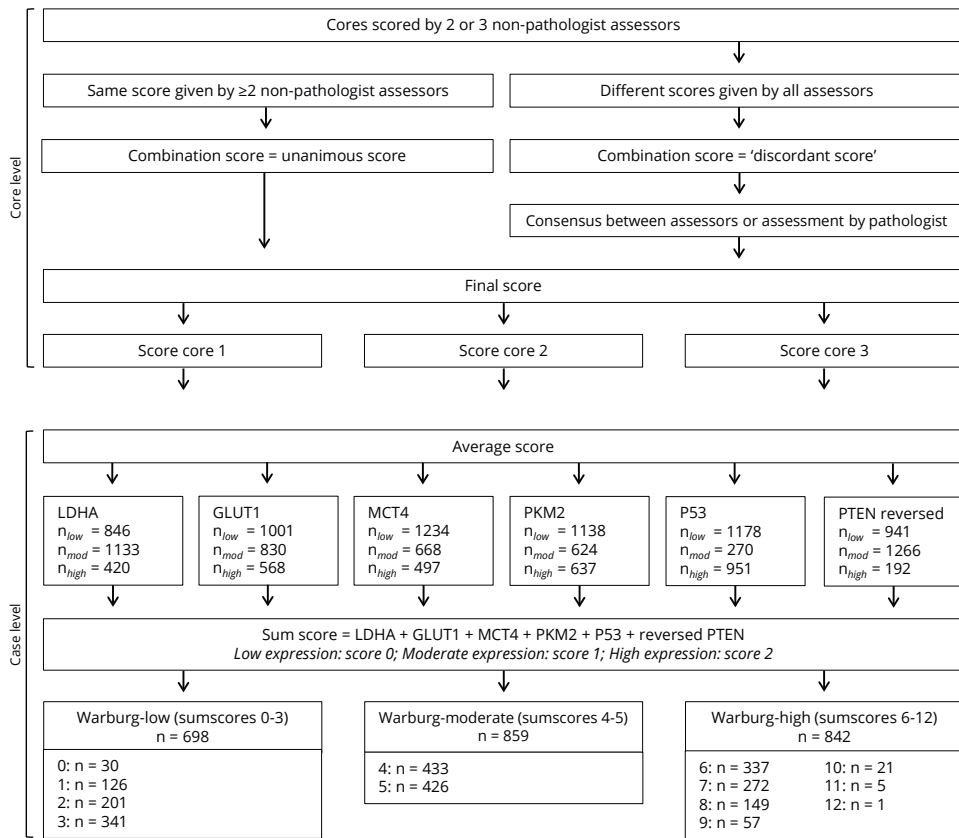 Core level
Cores scored by 2 or 3 non-pathologist assessors
Same score given by ≥2 non-pathologist assessors
Different scores given by all assessors
Combination score = unanimous score
Combination score = ‘discordant score’
Consensus between assessors or assessment by pathologist
Final score
Score core 1
Score core 2
Score core 3
Case level
Average score
LDHA
n_low = 846
n_mod = 1133
n_high = 420
GLUT1
n_low = 1001
n_mod = 830
n_high = 568
MCT4
n_low = 1234
n_mod = 668
n_high = 497
PKM2
n_low = 1138
n_mod = 624
n_high = 637
P53
n_low = 1178
n_mod = 270
n_high = 951
PTEN reversed
n_low = 941
n_mod = 1266
n_high = 192
Sum score = LDHA + GLUT1 + MCT4 + PKM2 + P53 + reversed PTEN
Low expression: score 0; Moderate expression: score 1; High expression: score 2
Warburg-low (sumscores 0-3)
n = 698
0: n = 30
1: n = 126
2: n = 201
3: n = 341
Warburg-moderate (sumscores 4-5)
n = 859
4: n = 433
5: n = 426
Warburg-high (sumscores 6-12)
n = 842
6: n = 337
7: n = 272
8: n = 149
9: n = 57
10: n = 21
11: n = 5
12: n = 1